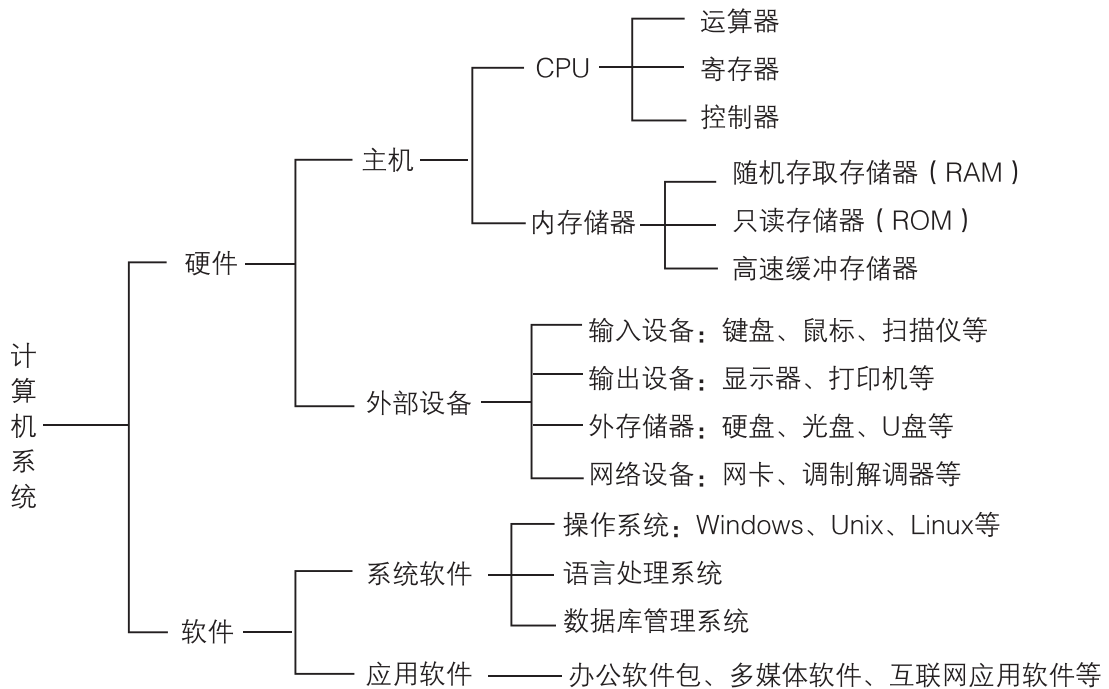 计算机系统
硬件
主机
CPU
运算器
寄存器
控制器
内存储器
随机存取存储器（RAM）
只读存储器（ROM）
高速缓冲存储器
外部设备
输入设备：键盘、鼠标、扫描仪等
输出设备：显示器、打印机等
外存储器：硬盘、光盘、U盘等
网络设备：网卡、调制解调器等
软件
系统软件
操作系统：Windows、Unix、Linux等
语言处理系统
数据库管理系统
应用软件
办公软件包、多媒体软件、互联网应用软件等